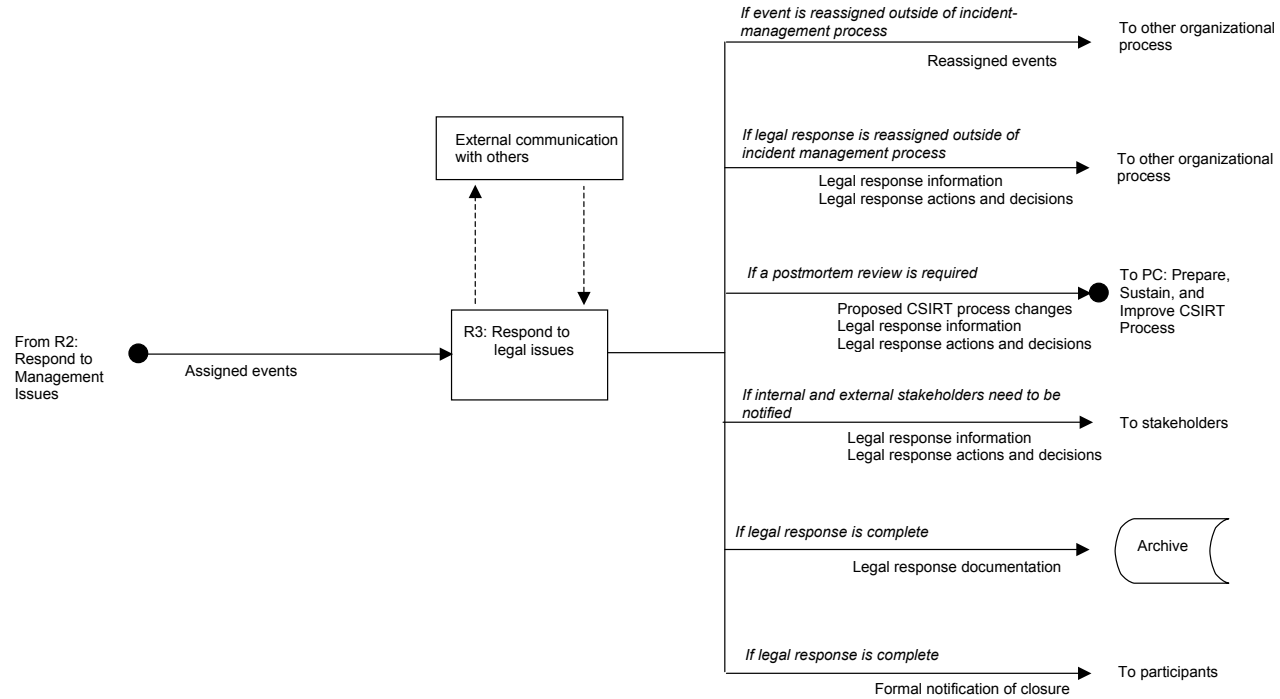 If event is reassigned outside of incident-
management process
Reassigned events
To other organizational
process
External communication
with others
If legal response is reassigned outside of
incident management process
Legal response information
Legal response actions and decisions
To other organizational
process
If a postmortem review is required
Proposed CSIRT process changes
Legal response information
Legal response actions and decisions
To PC: Prepare,
Sustain, and
Improve CSIRT
Process
From R2:
Respond to
Management
Issues
Assigned events
R3: Respond to
legal issues
If internal and external stakeholders need to be
notified
Legal response information
Legal response actions and decisions
To stakeholders
If legal response is complete
Legal response documentation
Archive
If legal response is complete
Formal notification of closure
To participants